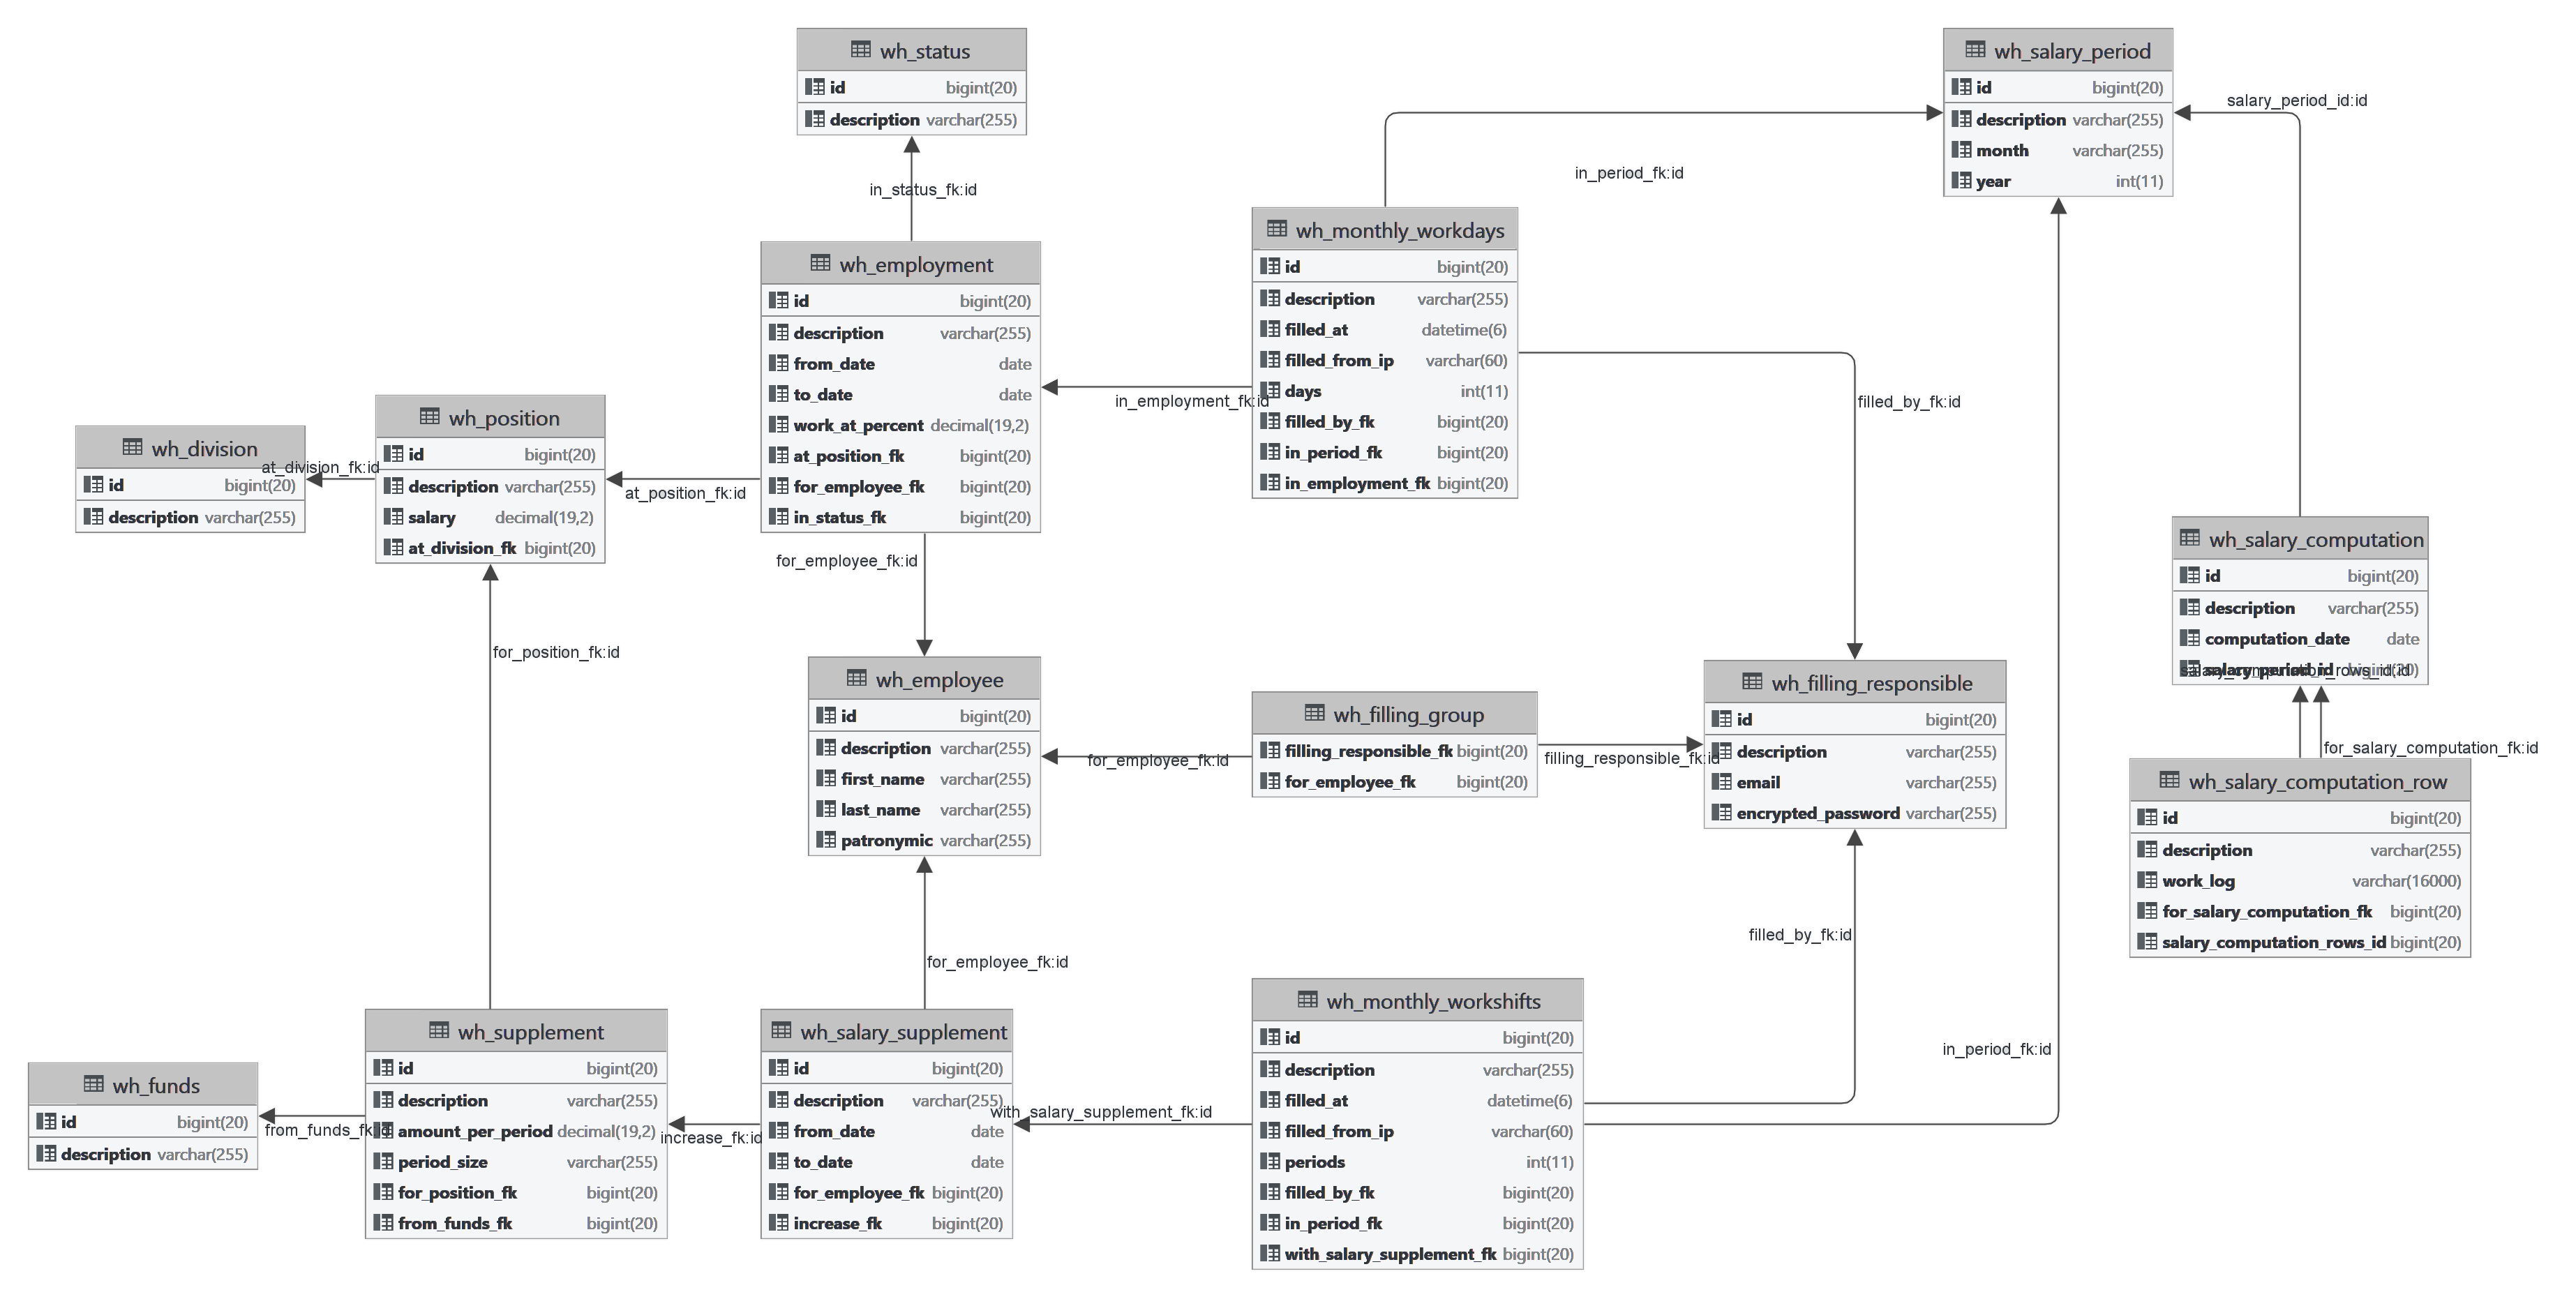 wh_status
id bigint(20)
description varchar(255)
wh_salary_period
id bigint(20)
description varchar(255)
month varchar(255)
year int(11)
salary_period_id:id
in_status_fk:id
in_period_fk:id
wh_employment
id bigint(20)
description varchar(255)
from_date date
to_date date
work_at_percent decimal(19,2)
at_position_fk bigint(20)
for_employee_fk bigint(20)
in_status_fk bigint(20)
wh_monthly_workdays
id bigint(20)
description varchar(255)
filled_at datetime(6)
filled_from_ip varchar(60)
days int(11)
filled_by_fk bigint(20)
in_period_fk bigint(20)
in_employment_fk bigint(20)
in_employment_fk:id
filled_by_fk:id
wh_division
id bigint(20)
description varchar(255)
at_division_fk:id
wh_position
id bigint(20)
description varchar(255)
salary decimal(19,2)
at_division_fk bigint(20)
at_position_fk:id
for_employee_fk:id
wh_salary_computation
id bigint(20)
description varchar(255)
computation_date date
salary_period_id bigint(20)
salary_computation_rows_id:id
for_position_fk:id
wh_employee
id bigint(20)
description varchar(255)
first_name varchar(255)
last_name varchar(255)
patronymic varchar(255)
for_employee_fk:id
wh_filling_group
filling_responsible_fk bigint(20)
for_employee_fk bigint(20)
filling_responsible_fk:id
wh_filling_responsible
id bigint(20)
description varchar(255)
email varchar(255)
encrypted_password varchar(255)
for_salary_computation_fk:id
wh_salary_computation_row
id bigint(20)
description varchar(255)
work_log varchar(16000)
for_salary_computation_fk bigint(20)
salary_computation_rows_id bigint(20)
for_employee_fk:id
filled_by_fk:id
in_period_fk:id
wh_funds
id bigint(20)
description varchar(255)
from_funds_fk:id
wh_supplement
id bigint(20)
description varchar(255)
amount_per_period decimal(19,2)
period_size varchar(255)
for_position_fk bigint(20)
from_funds_fk bigint(20)
increase_fk:id
wh_salary_supplement
id bigint(20)
description varchar(255)
from_date date
to_date date
for_employee_fk bigint(20)
increase_fk bigint(20)
with_salary_supplement_fk:id
wh_monthly_workshifts
id bigint(20)
description varchar(255)
filled_at datetime(6)
filled_from_ip varchar(60)
periods int(11)
filled_by_fk bigint(20)
in_period_fk bigint(20)
with_salary_supplement_fk bigint(20)